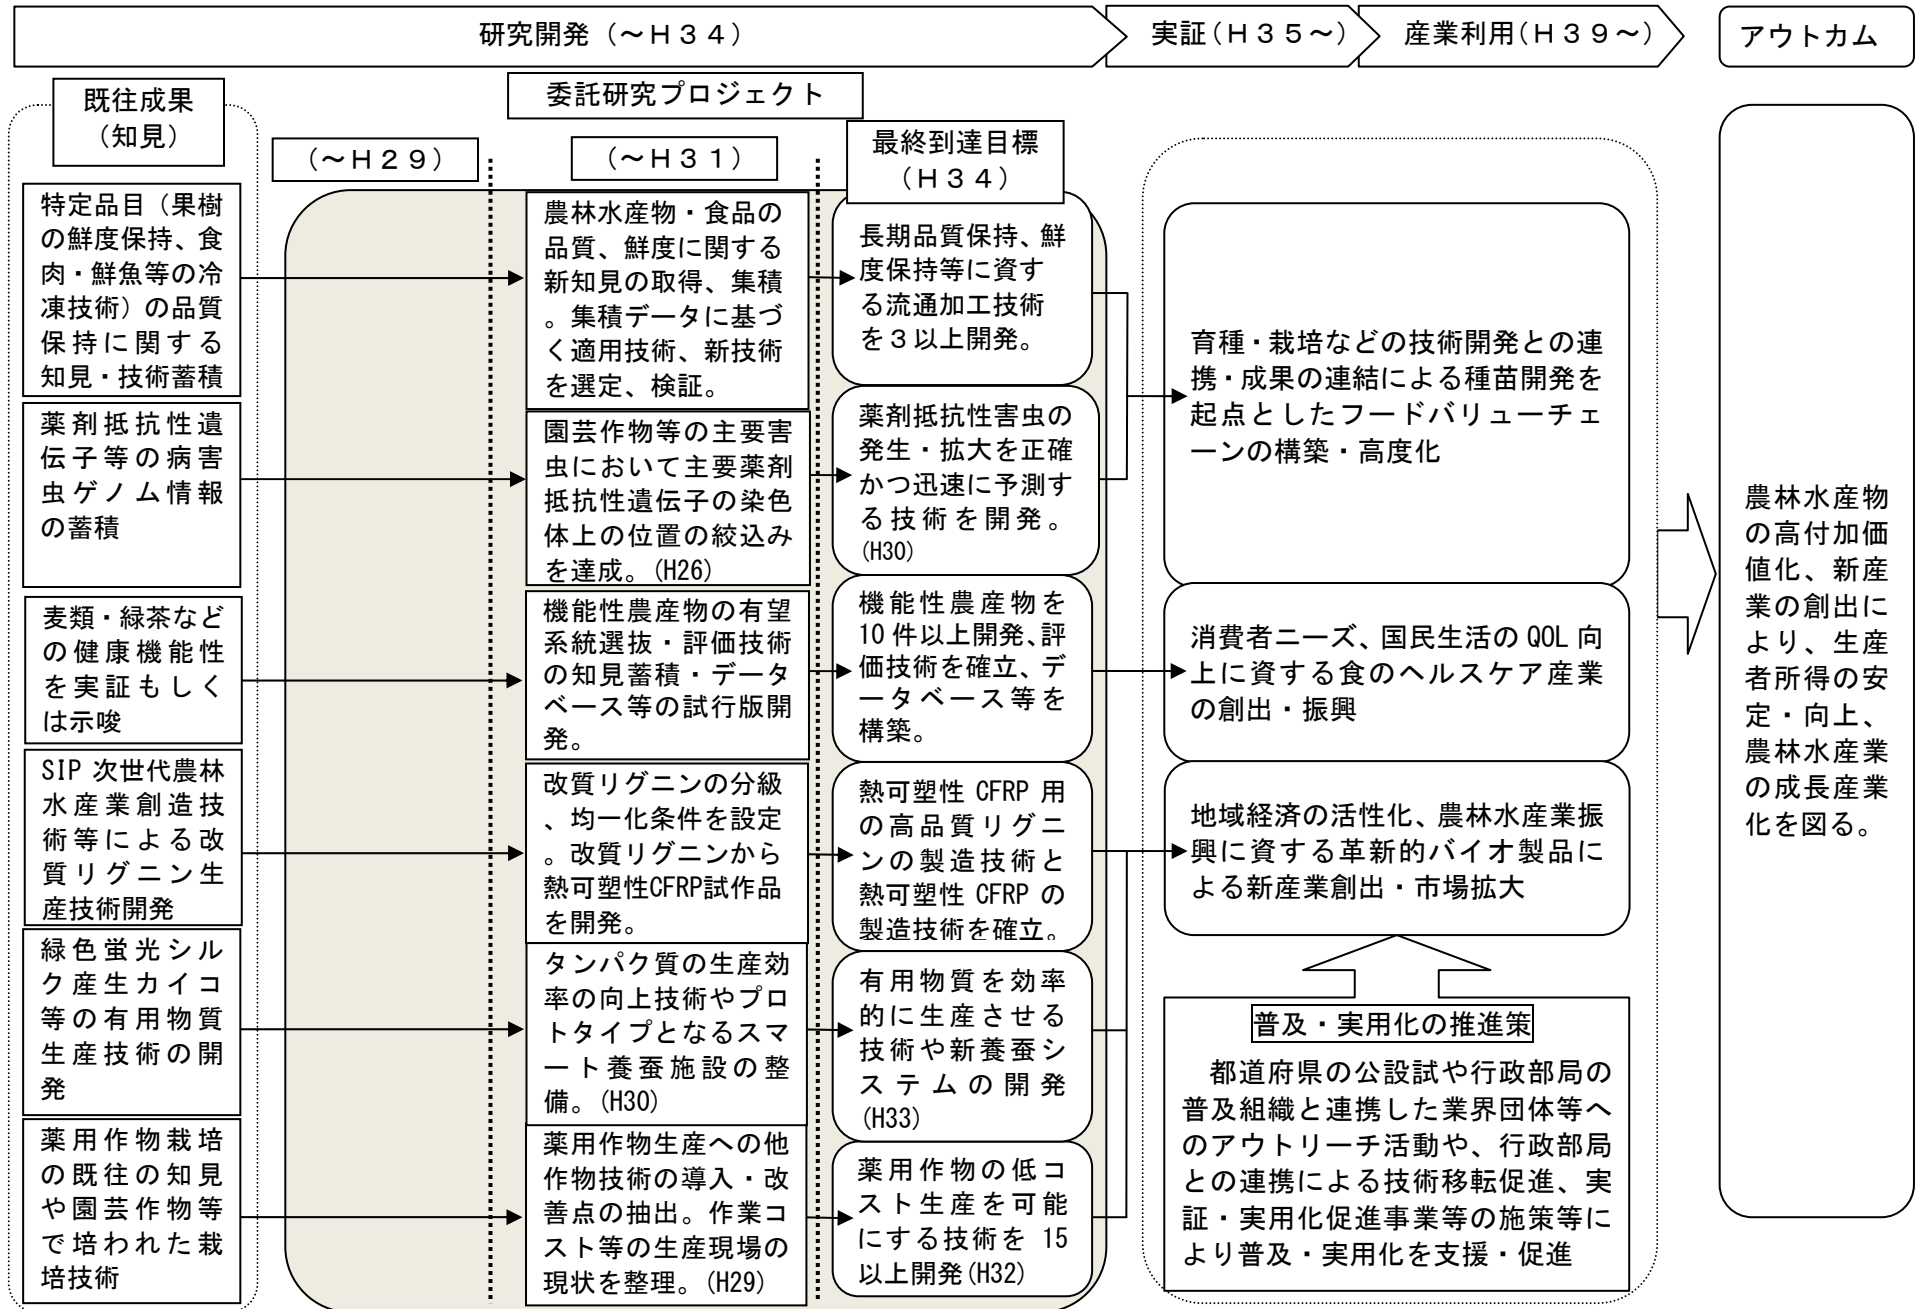 研究開発（～Ｈ３４）
実証(Ｈ３５～)
産業利用(Ｈ３９～)
アウトカム
既往成果
（知見）
委託研究プロジェクト
（～Ｈ２９）
（～Ｈ３１）
最終到達目標
（Ｈ３４）
特定品目（果樹
の鮮度保持、食
肉・鮮魚等の冷
凍技術）の品質
保持に関する
知見・技術蓄積
農林水産物・食品の
品質、鮮度に関する
新知見の取得、集積
。集積データに基づ
く適用技術、新技術
を選定、検証。
長期品質保持、鮮
度保持等に資す
る流通加工技術
を３以上開発。
薬剤抵抗性遺
伝子等の病害
虫ゲノム情報
の蓄積
園芸作物等の主要害
虫において主要薬剤
抵抗性遺伝子の染色
体上の位置の絞込み
を達成。(H26)
薬剤抵抗性害虫の
発生・拡大を正確
かつ迅速に予測す
る技術を開発。
(H30)
育種・栽培などの技術開発との連
携・成果の連結による種苗開発を
起点としたフードバリューチェ
ーンの構築・高度化
麦類・緑茶など
の健康機能性
を実証もしく
は示唆
機能性農産物の有望
系統選抜・評価技術
の知見蓄積・データ
ベース等の試行版開
発。
機能性農産物を
10 件以上開発、評
価技術を確立、デ
ータベース等を
構築。
消費者ニーズ、国民生活の QOL 向
上に資する食のヘルスケア産業
の創出・振興
SIP 次世代農林
水産業創造技
術等による改
質リグニン生
産技術開発
改質リグニンの分級
、均一化条件を設定
。改質リグニンから
熱可塑性CFRP試作品
を開発。
熱可塑性 CFRP 用
の高品質リグニ
ンの製造技術と
熱可塑性 CFRP の
製造技術を確立。
地域経済の活性化、農林水産業振
興に資する革新的バイオ製品に
よる新産業創出・市場拡大
緑色蛍光シル
ク産生カイコ
等の有用物質
生産技術の開
発
タンパク質の生産効
率の向上技術やプロ
トタイプとなるスマ
ート養蚕施設の整
備。(H30)
有用物質を効率
的に生産させる
技術や新養蚕シ
ステムの開発
(H33)
薬用作物栽培
の既往の知見
や園芸作物等
で培われた栽
培技術
薬用作物生産への他
作物技術の導入・改
善点の抽出。作業コ
スト等の生産現場の
現状を整理。(H29)
薬用作物の低コ
スト生産を可能
にする技術を 15
以上開発(H32)
普及・実用化の推進策
都道府県の公設試や行政部局の
普及組織と連携した業界団体等へ
のアウトリーチ活動や、行政部局
との連携による技術移転促進、実
証・実用化促進事業等の施策等に
より普及・実用化を支援・促進
農林水産物
の高付加価
値化、新産
業の創出に
より、生産
者所得の安
定・向上、
農林水産業
の成長産業
化を図る。